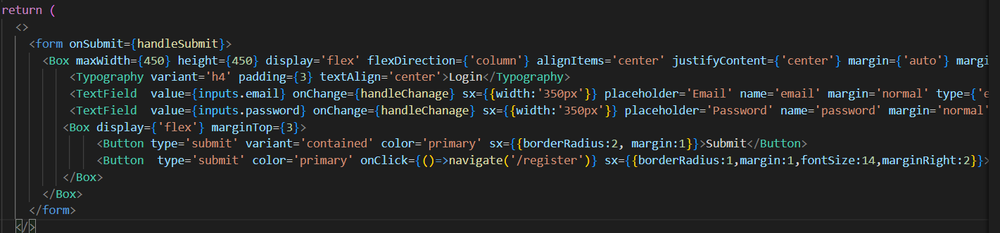 return (
<>
<form onSubmit={handleSubmit}>
<Box maxWidth={450} height={450} display='flex' flexDirection={'column'} alignItems='center' justifyContent={'center'} margin={'auto'} margi
<Typography variant='h4' padding={3} textAlign='center'>Login</Typography>
<TextField  value={inputs.email} onChange={handleChanage} sx={{width:'350px'}} placeholder='Email' name='email' margin='normal' type={'e
<TextField  value={inputs.password} onChange={handleChanage} sx={{width:'350px'}} placeholder='Password' name='password' margin='normal'
<Box display={'flex'} marginTop={3}>
<Button type='submit' variant='contained' color='primary' sx={{borderRadius:2, margin:1}}>Submit</Button>
<Button  type='submit' color='primary' onClick={()=>navigate('/register')} sx={{borderRadius:1,margin:1,fontSize:14,marginRight:2}}>
</Box>
</Box>
</form>
</>